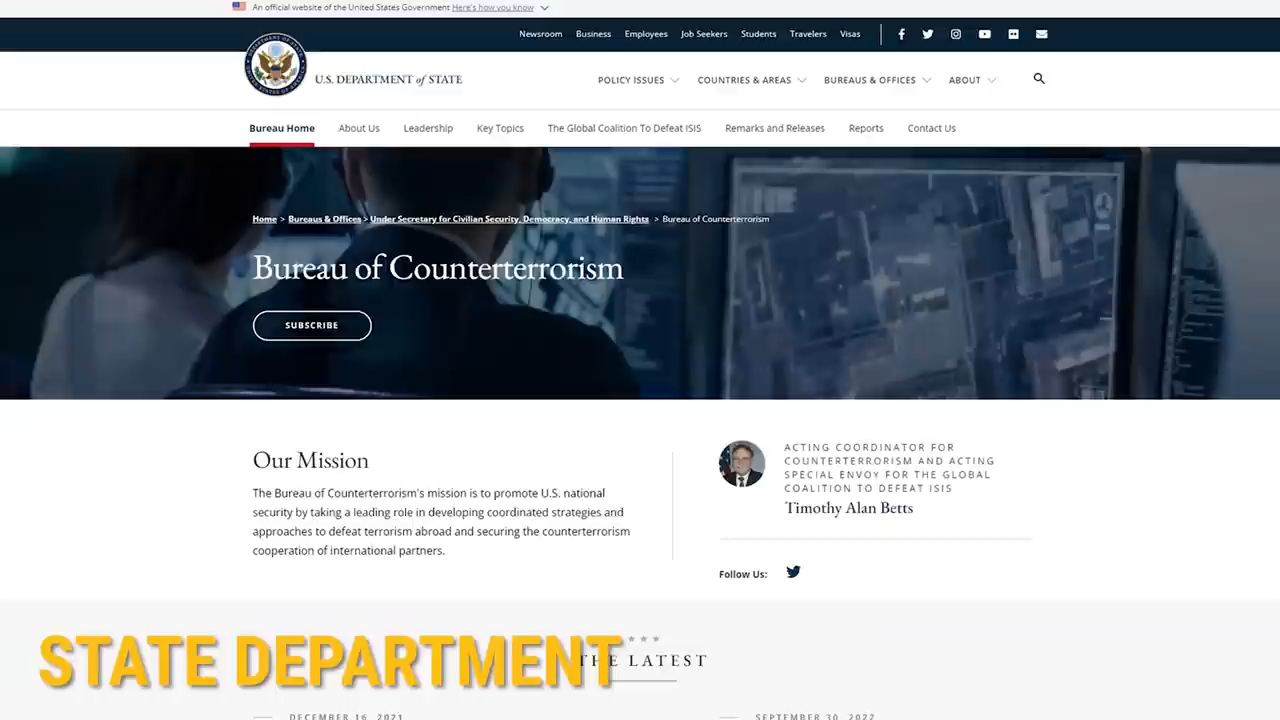 An official website of the United States Government Here's how you know
Newsroom Business Employees Job Seekers Students Travelers Visas
U.S. DEPARTMENT of STATE
POLICY ISSUES COUNTRIES & AREAS BUREAUS & OFFICES ABOUT
Bureau Home About Us Leadership Key Topics The Global Coalition To Defeat ISIS Remarks and Releases Reports Contact Us
Home > Bureaus & Offices > Under Secretary for Civilian Security, Democracy, and Human Rights > Bureau of Counterterrorism
Bureau of Counterterrorism
SUBSCRIBE
Our Mission
The Bureau of Counterterrorism's mission is to promote U.S. national
security by taking a leading role in developing coordinated strategies and
approaches to defeat terrorism abroad and securing the counterterrorism
cooperation of international partners.
ACTING COORDINATOR FOR
COUNTERTERRORISM AND ACTING
SPECIAL ENVOY FOR THE GLOBAL
COALITION TO DEFEAT ISIS
Timothy Alan Betts
Follow Us:
STATE DEPARTMENT
THE LATEST
DECEMBER 16, 2021
SEPTEMBER 30, 2022